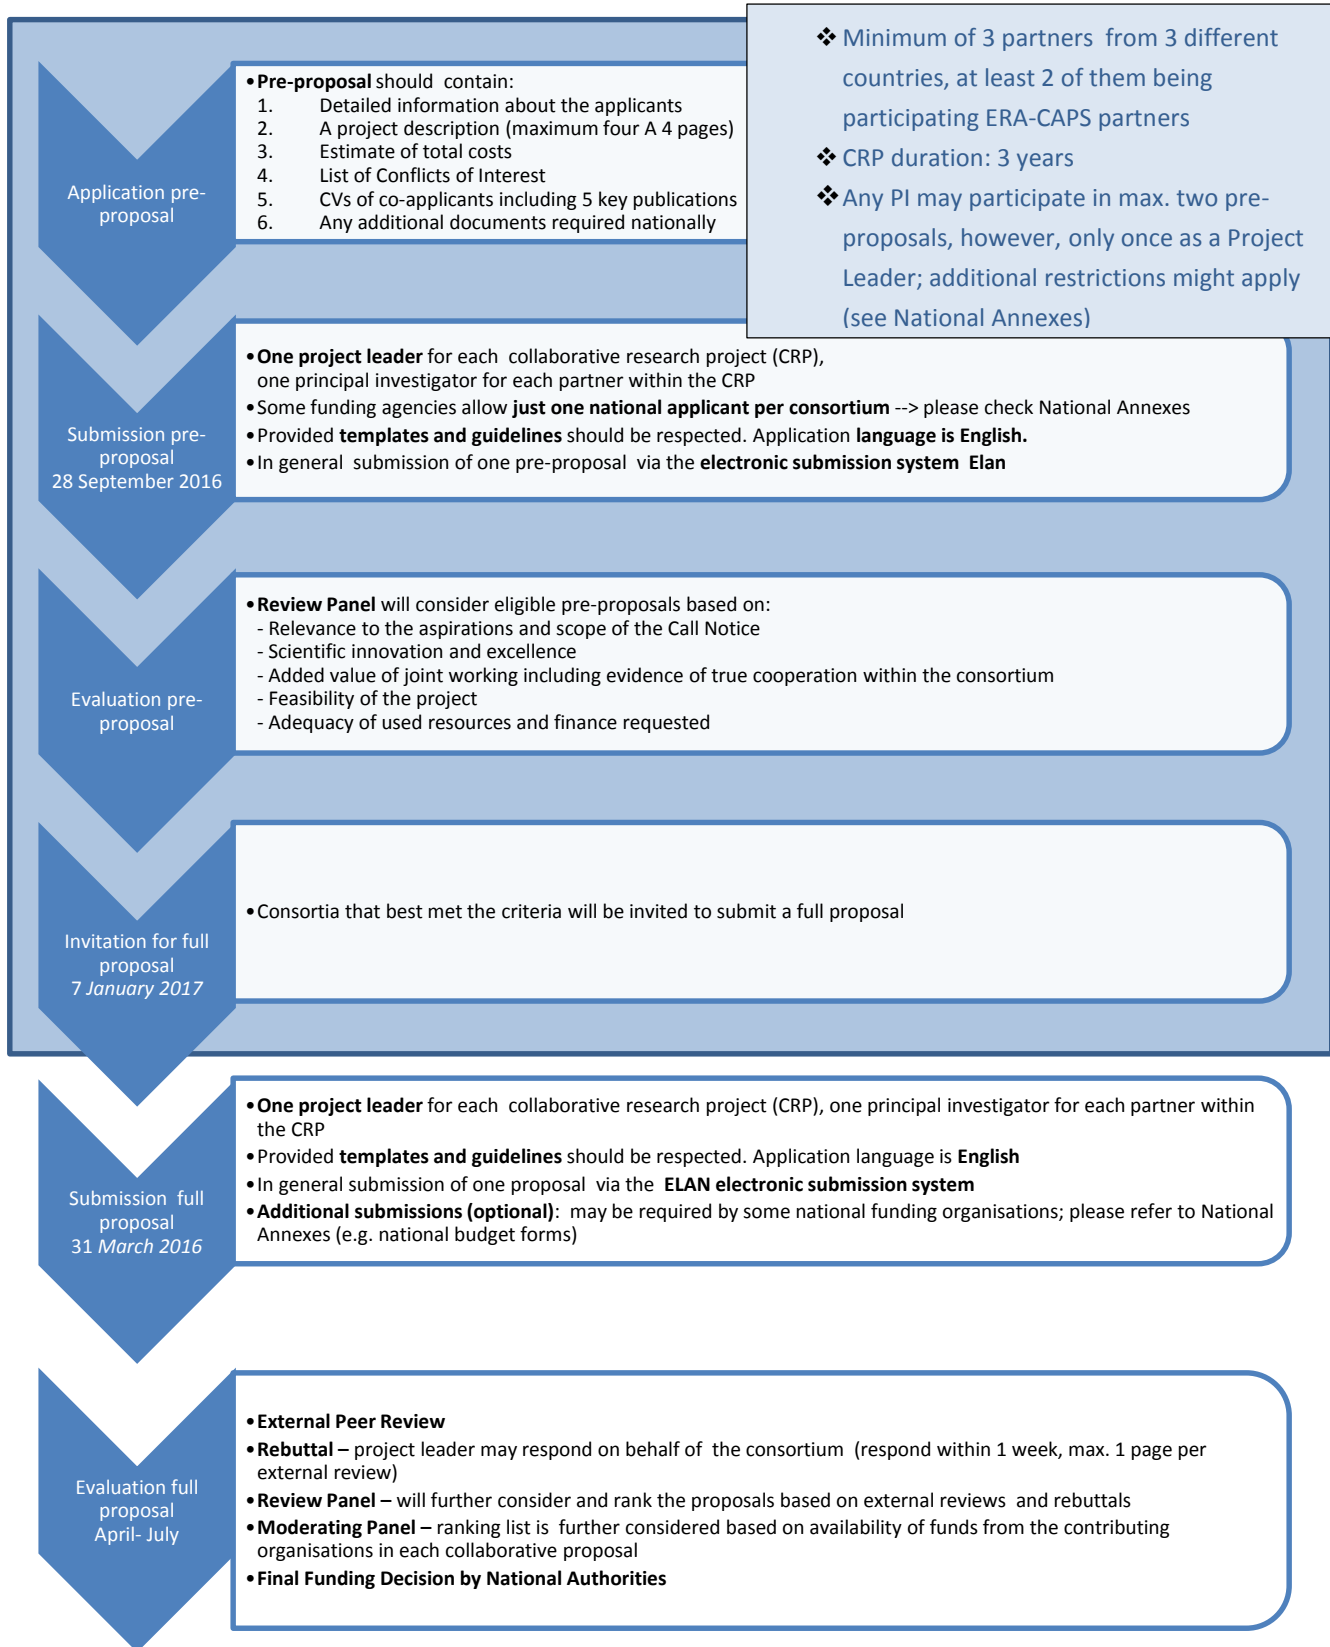 ❖ Minimum of 3 partners from 3 different
countries, at least 2 of them being
participating ERA-CAPS partners
❖ CRP duration: 3 years
❖ Any PI may participate in max. two pre-
proposals, however, only once as a Project
Leader; additional restrictions might apply
(see National Annexes)
Application pre-
proposal
• Pre-proposal should contain:
1. Detailed information about the applicants
2. A project description (maximum four A 4 pages)
3. Estimate of total costs
4. List of Conflicts of Interest
5. CVs of co-applicants including 5 key publications
6. Any additional documents required nationally
Submission pre-
proposal
28 September 2016
• One project leader for each collaborative research project (CRP),
one principal investigator for each partner within the CRP
• Some funding agencies allow just one national applicant per consortium --> please check National Annexes
• Provided templates and guidelines should be respected. Application language is English.
• In general submission of one pre-proposal via the electronic submission system Elan
Evaluation pre-
proposal
• Review Panel will consider eligible pre-proposals based on:
- Relevance to the aspirations and scope of the Call Notice
- Scientific innovation and excellence
- Added value of joint working including evidence of true cooperation within the consortium
- Feasibility of the project
- Adequacy of used resources and finance requested
Invitation for full
proposal
7 January 2017
• Consortia that best met the criteria will be invited to submit a full proposal
Submission full
proposal
31 March 2016
• One project leader for each collaborative research project (CRP), one principal investigator for each partner within
the CRP
• Provided templates and guidelines should be respected. Application language is English
• In general submission of one proposal via the ELAN electronic submission system
• Additional submissions (optional): may be required by some national funding organisations; please refer to National
Annexes (e.g. national budget forms)
Evaluation full
proposal
April- July
• External Peer Review
• Rebuttal – project leader may respond on behalf of the consortium (respond within 1 week, max. 1 page per
external review)
• Review Panel – will further consider and rank the proposals based on external reviews and rebuttals
• Moderating Panel – ranking list is further considered based on availability of funds from the contributing
organisations in each collaborative proposal
• Final Funding Decision by National Authorities